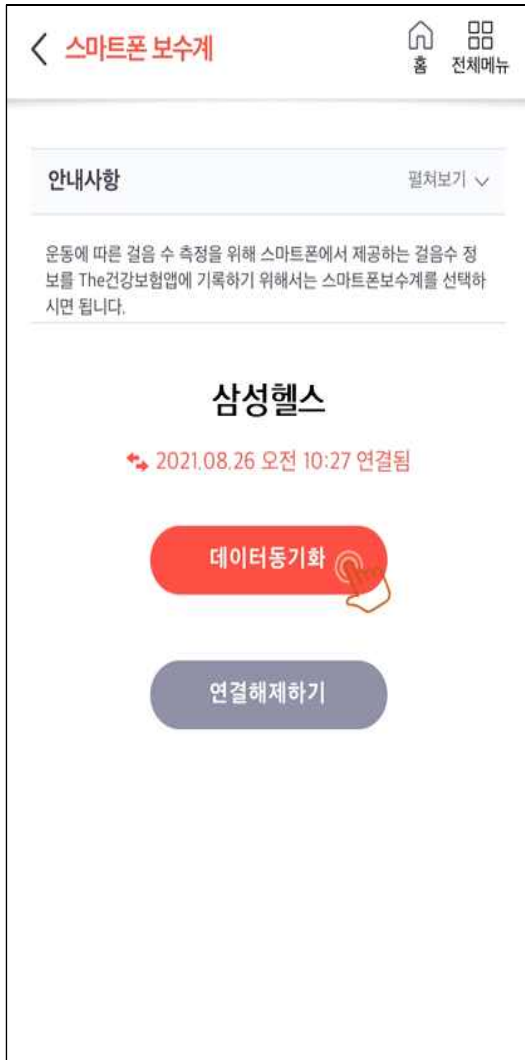 스마트폰 보수계
홈 전체메뉴
안내사항 펼쳐보기
운동에 따른 걸음 수 측정을 위해 스마트폰에서 제공하는 걸음수 정
보를 The건강보험앱에 기록하기 위해서는 스마트폰보수계를 선택하
시면 됩니다.
삼성헬스
2021.08.26 오전 10:27 연결됨
데이터동기화
연결해제하기